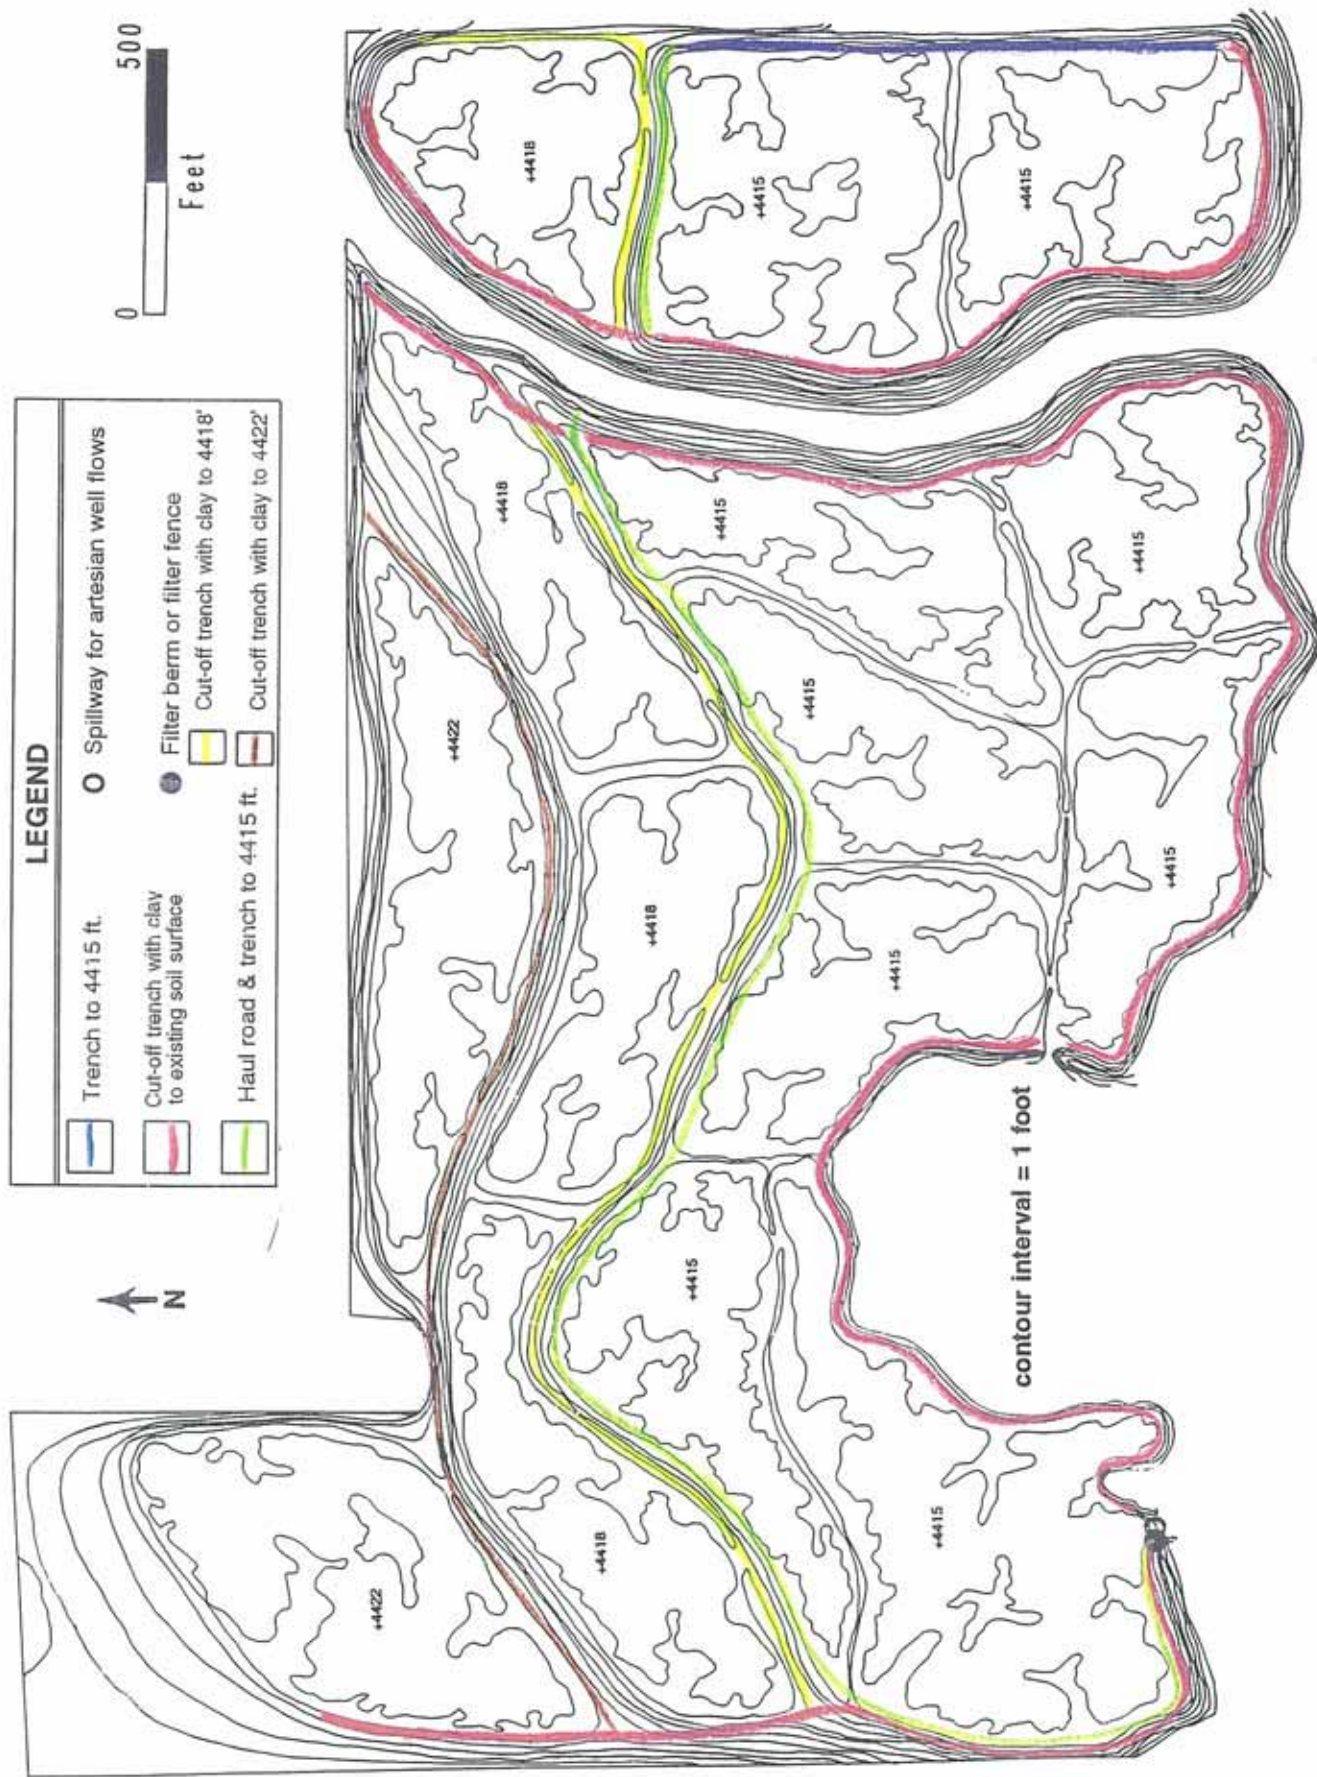 LEGEND
Trench to 4415 ft.
O Spillway for artesian well flows
Cut-off trench with clay
to existing soil surface
Filter berm or filter fence
Cut-off trench with clay to 4418'
Haul road & trench to 4415 ft.
Cut-off trench with clay to 4422'
0
500
Feet
N
+4422
+4422
+4418
+4418
+4418
+4418
+4415
+4415
+4415
+4415
+4415
+4415
+4415
+4415
+4415
contour interval = 1 foot